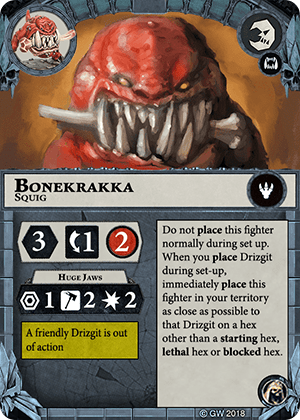 BONEKRAKKA
SQUIG
3
1
2
HUGE JAWS
1
2
2
A friendly Drizgit is out
of action
Do not place this fighter
normally during set up.
When you place Drizgit
during set-up,
immediately place this
fighter in your territory
as close as possible to
that Drizgit on a hex
other than a starting hex,
lethal hex or blocked hex.
© GW 2018